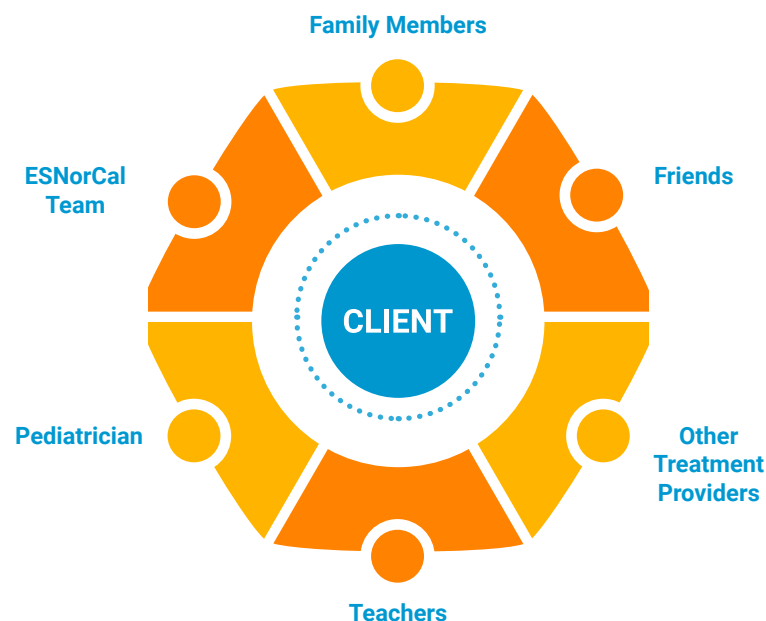 Family Members
ESNorCal
Team
Friends
CLIENT
Pediatrician
Other
Treatment
Providers
Teachers